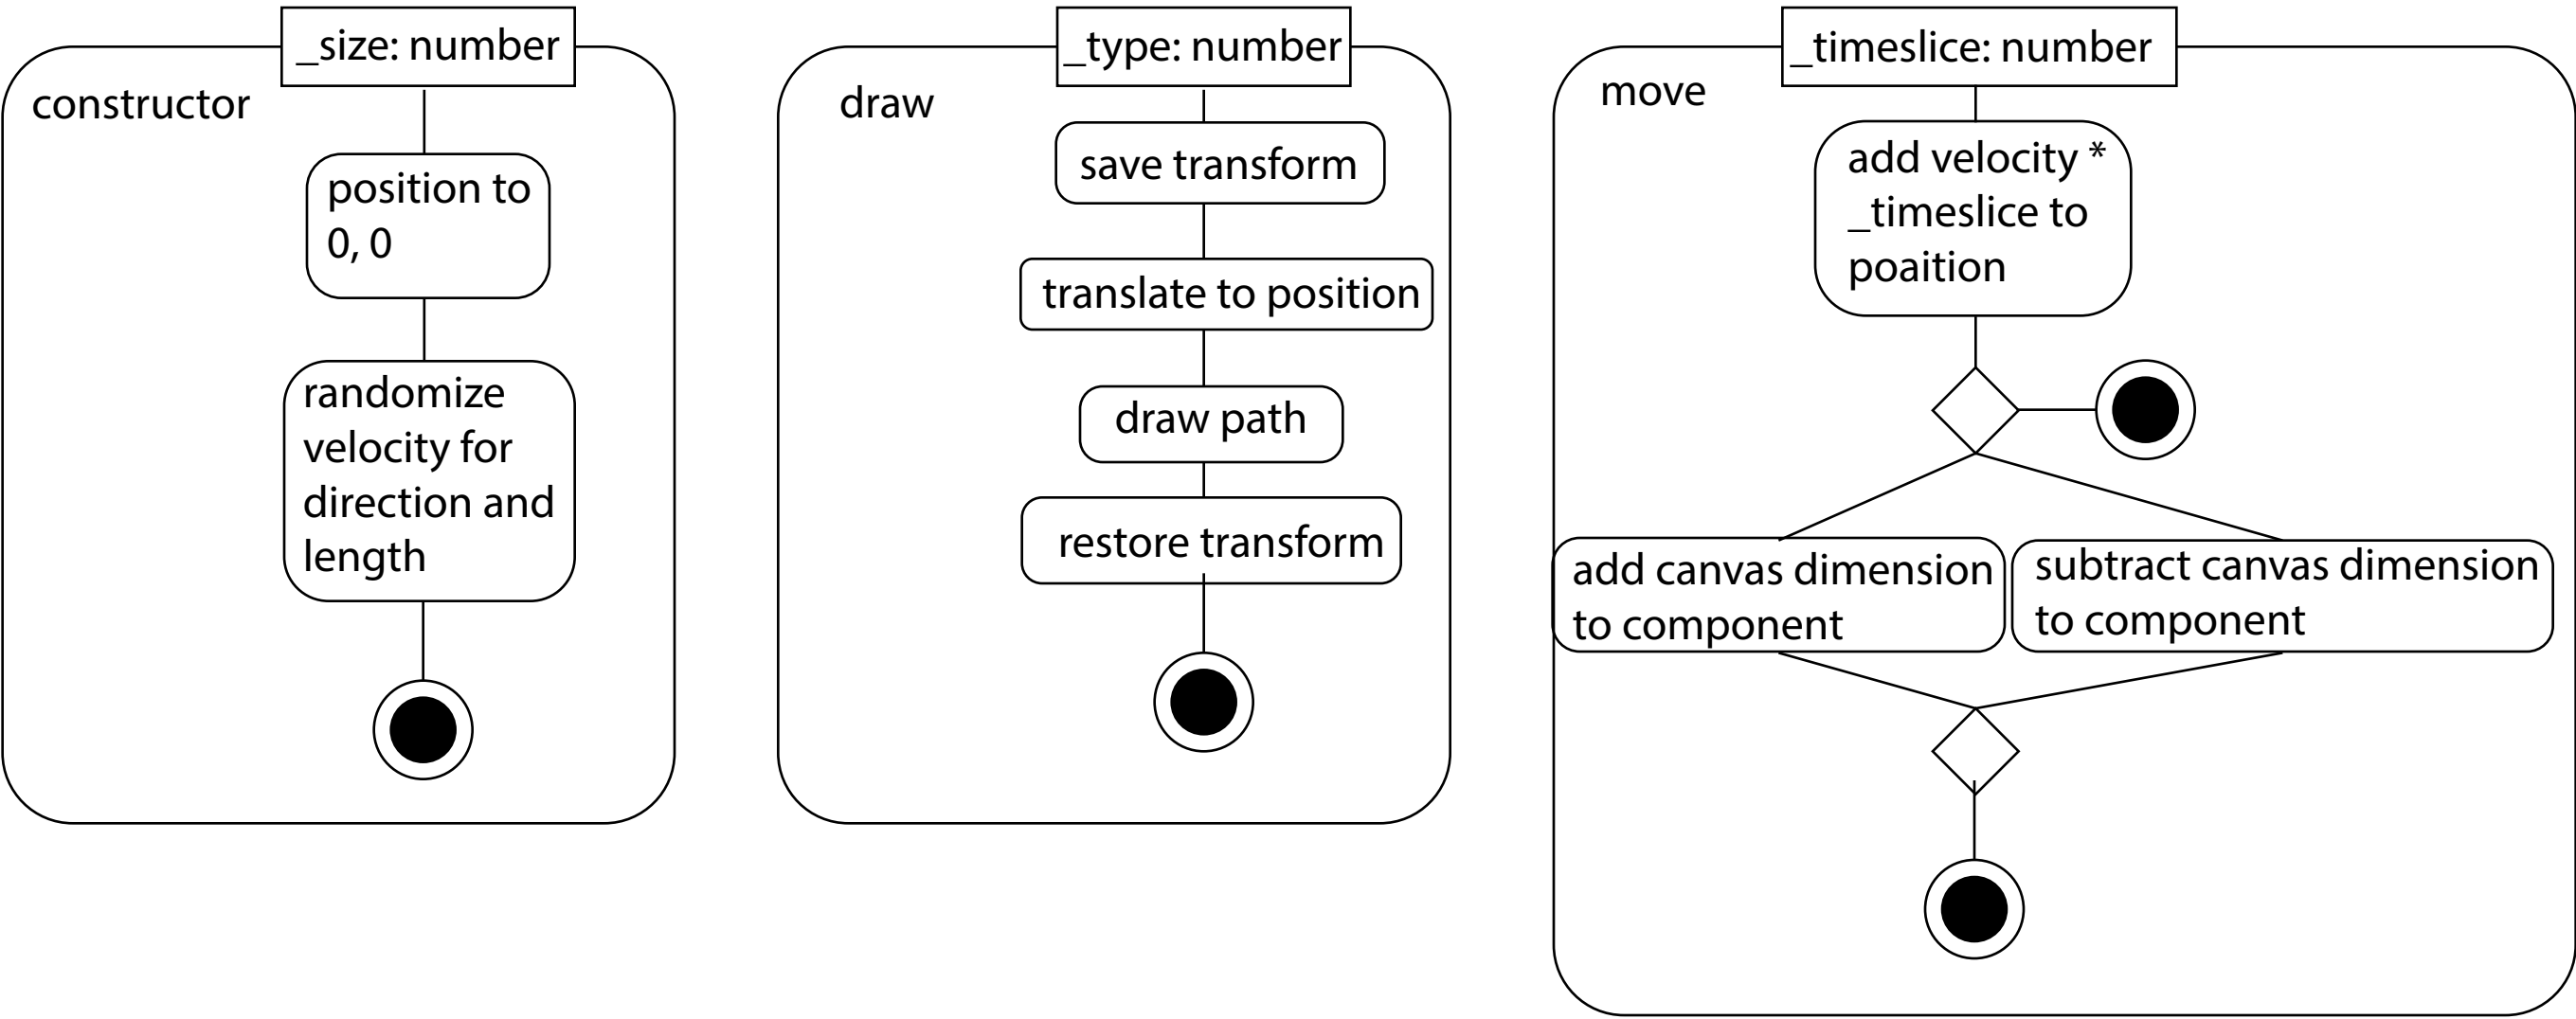 _size: number
constructor
position to
0, 0
randomize
velocity for
direction and
length
_type: number
draw
save transform
translate to position
draw path
restore transform
_timeslice: number
move
add velocity *
_timeslice to
poaition
add canvas dimension
to component
subtract canvas dimension
to component